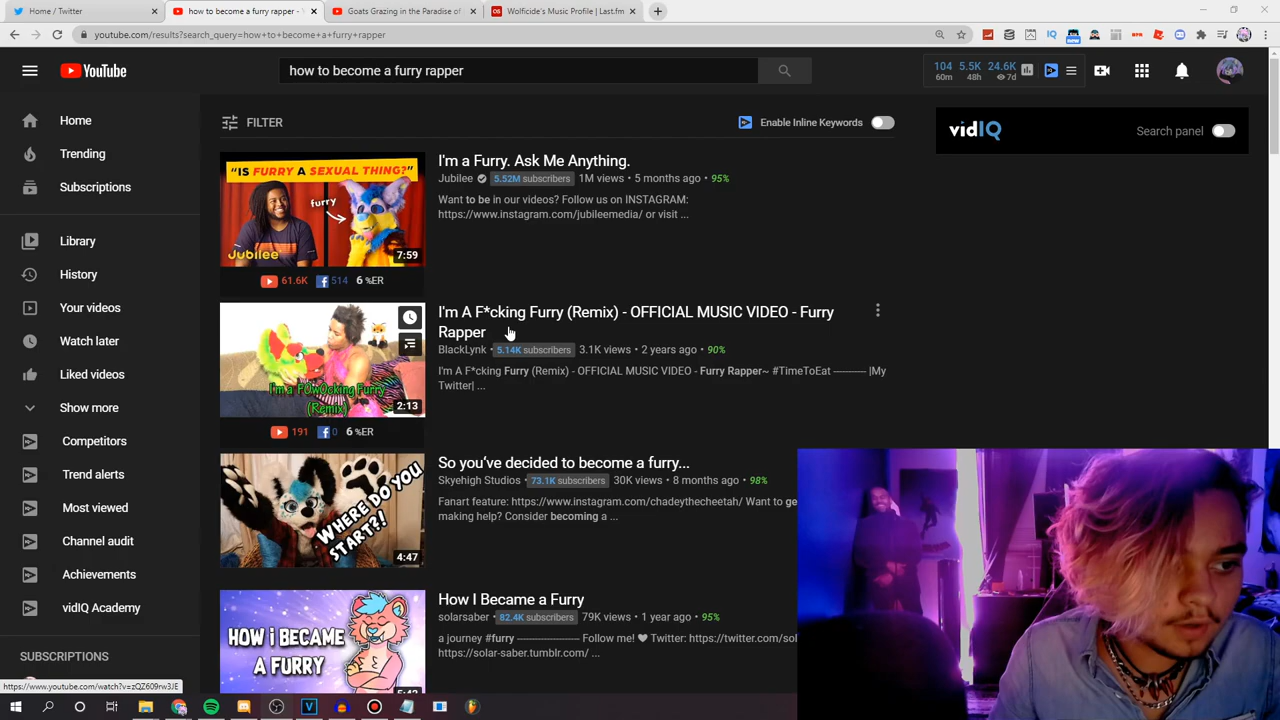 Home / Twitter
how to become a furry rapper -
Goats Grazing in the Paradise of
Wolficide's Music Profile | Last.fm
youtube.com/results?search_query=how+to+become+a+furry+rapper
YouTube
how to become a furry rapper
104 5.5K 24.6K
60m 48h 7d
Home
Trending
Subscriptions
Library
History
Your videos
Watch later
Liked videos
Show more
Competitors
Trend alerts
Most viewed
Channel audit
Achievements
vidIQ Academy
SUBSCRIPTIONS
https://www.youtube.com/watch?v=zQZ609rw3JE
FILTER
Enable Inline Keywords
vidIQ
Search panel
"IS FURRY A SEXUAL THING?"
furry
Jubilee
7:59
61.6K 514 6 %ER
I'm a Furry. Ask Me Anything.
Jubilee 5.52M subscribers • 1M views • 5 months ago • 95%
Want to be in our videos? Follow us on INSTAGRAM:
https://www.instagram.com/jubileemedia/ or visit ...
I'm a FUwOcking Furry
(Remix)
2:13
191 0 6 %ER
I'm A F*cking Furry (Remix) - OFFICIAL MUSIC VIDEO - Furry
Rapper
BlackLynk • 5.14K subscribers • 3.1K views • 2 years ago • 90%
I'm A F*cking Furry (Remix) - OFFICIAL MUSIC VIDEO - Furry Rapper~ #TimeToEat ---------- |My
Twitter| ...
WHERE DO YOU
START?!
4:47
So you've decided to become a furry...
Skyehigh Studios • 73.1K subscribers • 30K views • 8 months ago • 98%
Fanart feature: https://www.instagram.com/chadeythecheetah/ Want to ge
making help? Consider becoming a ...
HOW i BECAME
A FURRY
How I Became a Furry
solarsaber • 82.4K subscribers • 79K views • 1 year ago • 95%
a journey #furry ---------- Follow me! ♥ Twitter: https://twitter.com/sol
https://solar-saber.tumblr.com/ ...